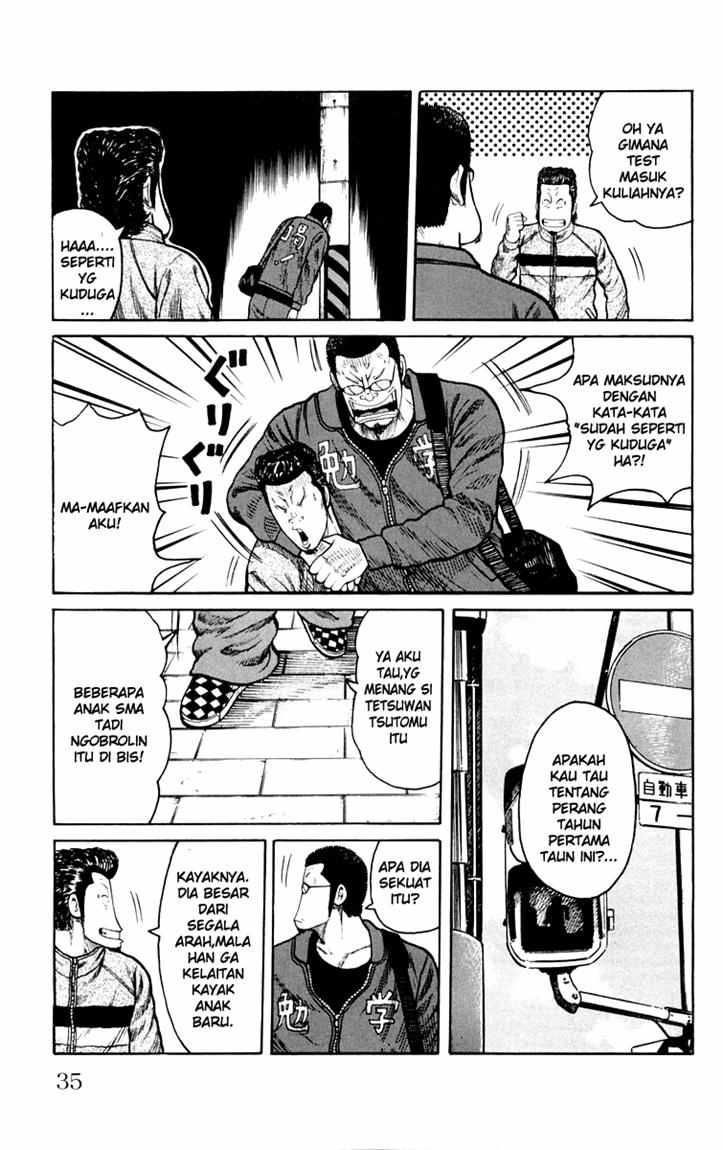 OH YA
GIMANA
TEST
MASUK
KULIAHNYA?
喝!
HAAA....
SEPERTI
YG
KUDUGA
...
APA MAKSUDNYA
DENGAN
KATA-KATA
"SUDAH SEPERTI
YG KUDUGA"
HA?!
ぐりぐり
勉学
MA-MAAFKAN
AKU!
APAKAH
KAU TAU
TENTANG
PERANG
TAHUN
PERTAMA
TAUN INI?...
自動車
7-
YA AKU
TAU,YG
MENANG SI
TETSUWAN
TSUTOMU
ITU
BEBERAPA
ANAK SMA
TADI
NGOBROLIN
ITU DI BIS!
APA DIA
SEKUAT
ITU?
勉学
KAYAKNYA.
DIA BESAR
DARI
SEGALA
ARAH,MALA
HAN GA
KELAITAN
KAYAK
ANAK
BARU.
35